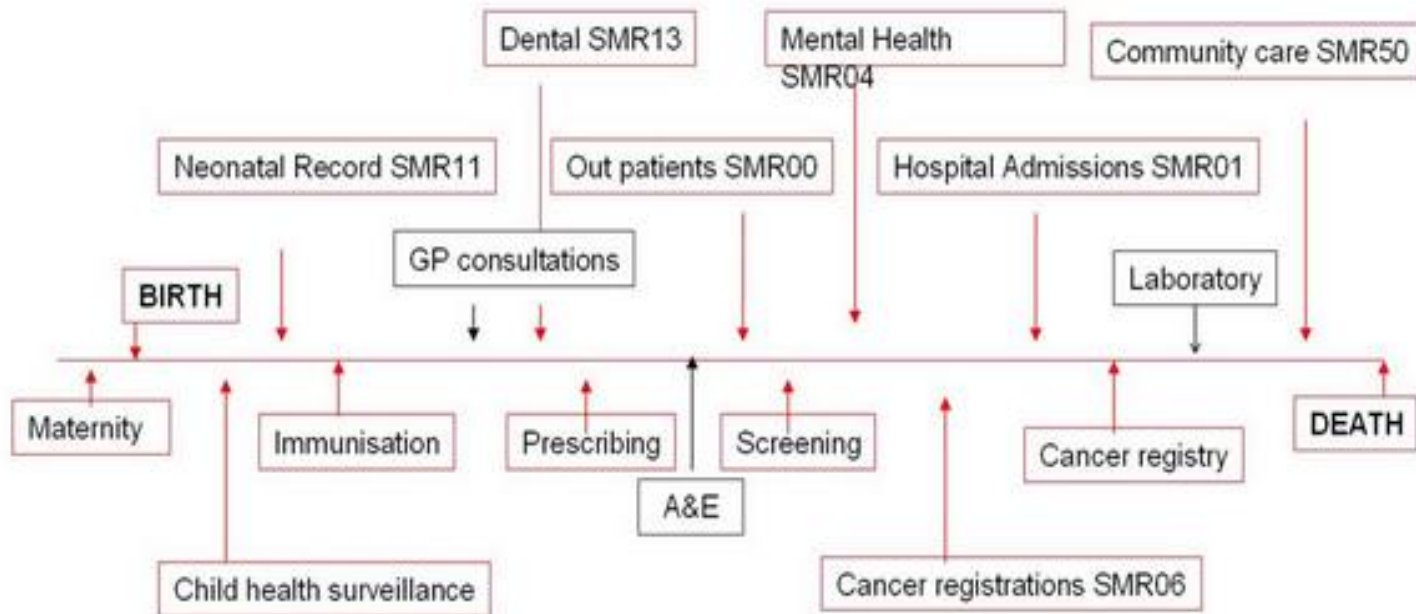 Dental SMR13
Mental Health
SMR04
Community care SMR50
Neonatal Record SMR11
Out patients SMR00
Hospital Admissions SMR01
GP consultations
Laboratory
BIRTH
Maternity
Immunisation
Prescribing
Screening
Cancer registry
DEATH
A&E
Child health surveillance
Cancer registrations SMR06